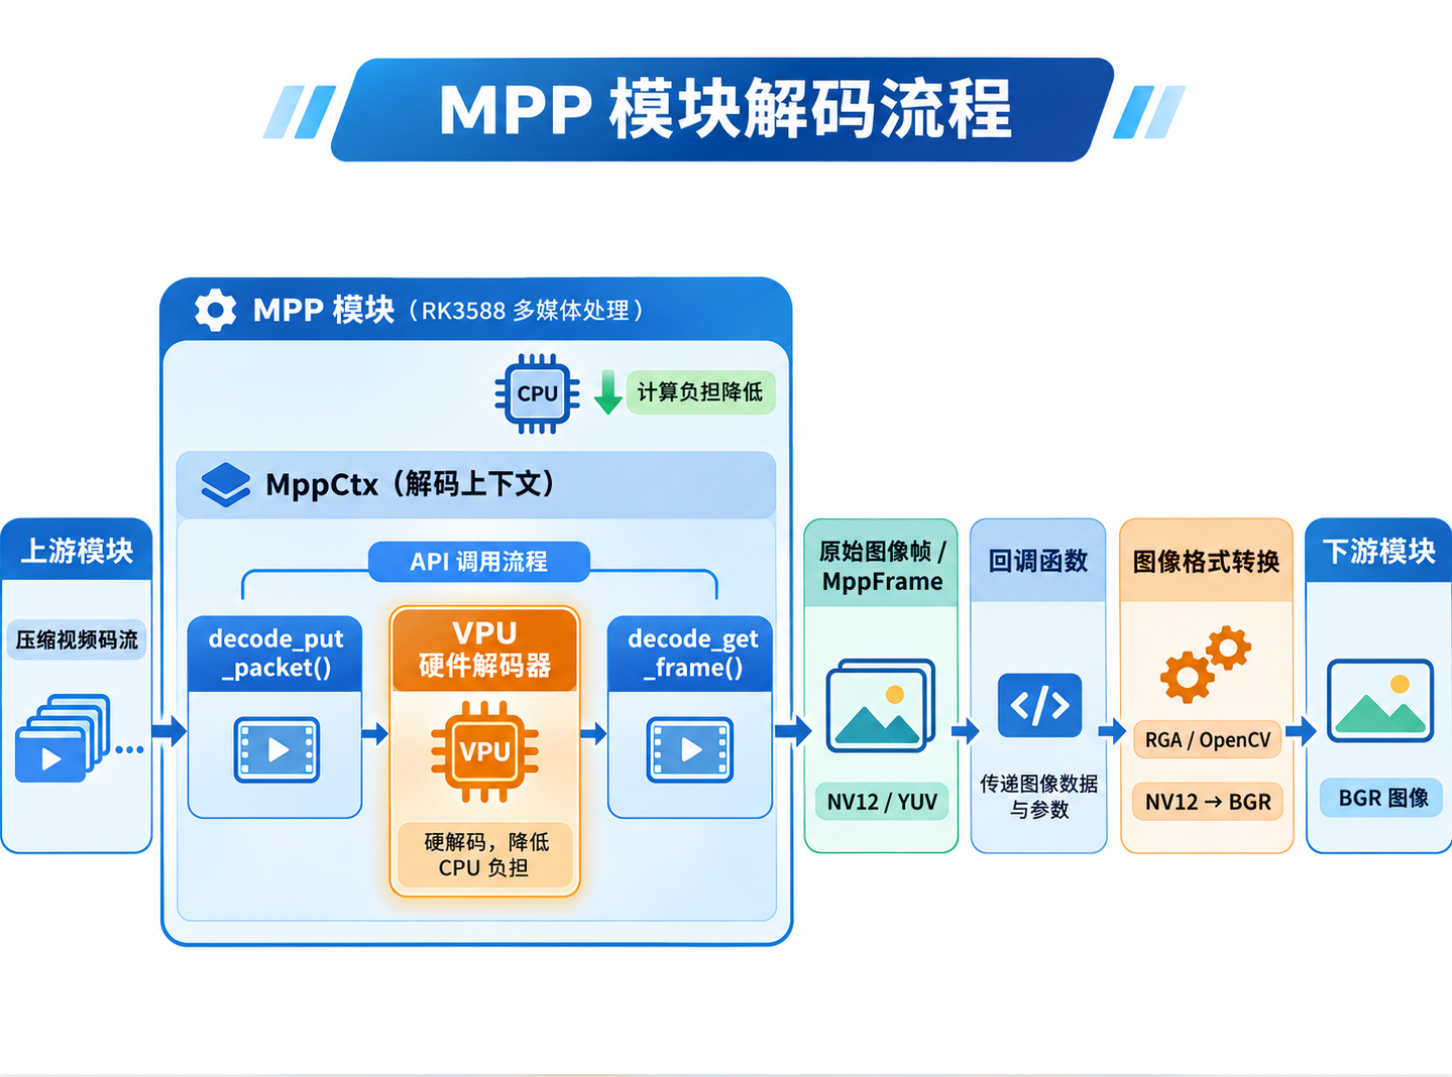 MPP 模块解码流程
MPP 模块（RK3588 多媒体处理）
CPU
计算负担降低
MppCtx（解码上下文）
API 调用流程
上游模块
压缩视频码流
decode_put
_packet()
VPU
硬件解码器
VPU
硬解码，降低
CPU 负担
decode_get
_frame()
原始图像帧 /
MppFrame
NV12 / YUV
回调函数
</>
传递图像数据
与参数
图像格式转换
RGA / OpenCV
NV12 → BGR
下游模块
BGR 图像